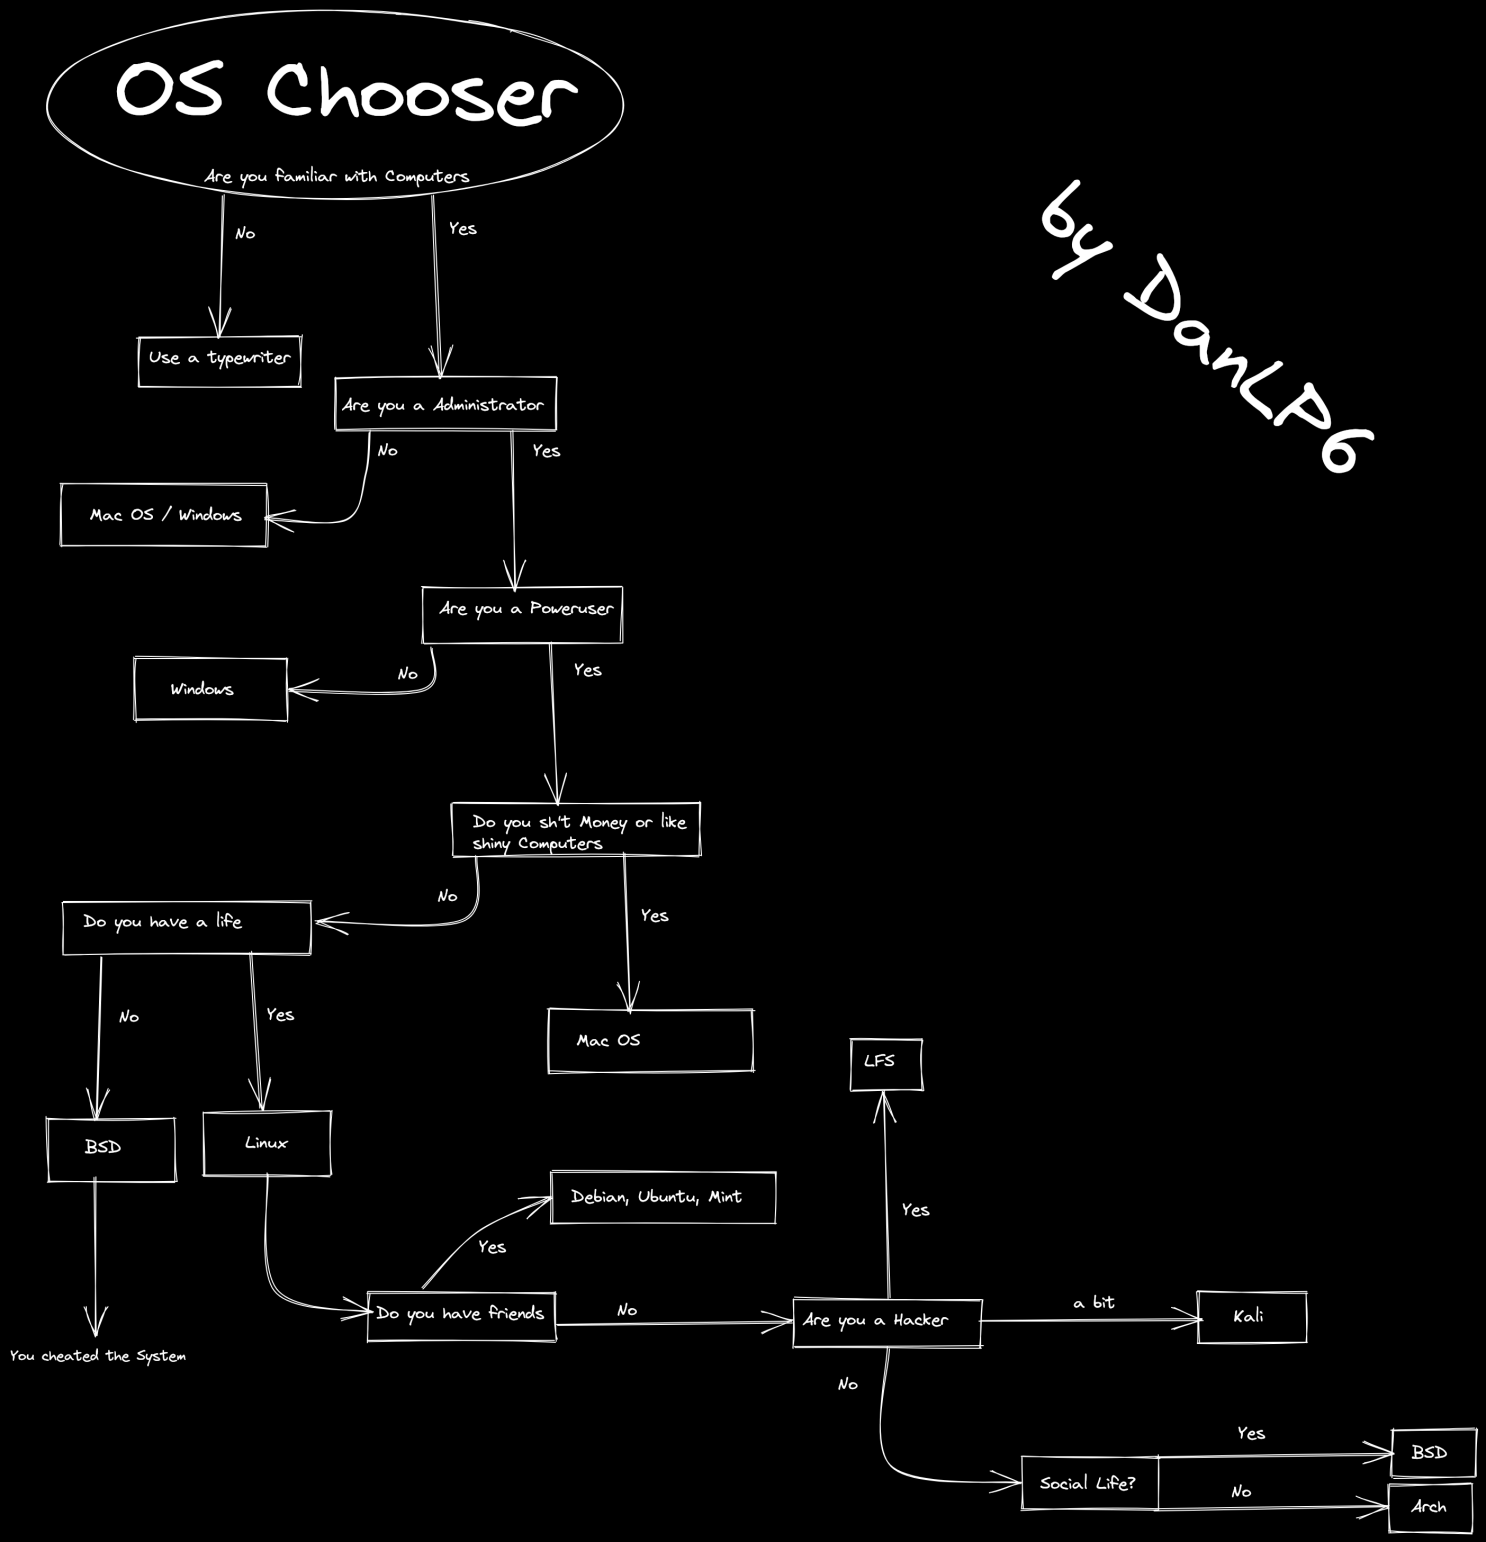 OS Chooser
Are you familiar with Computers
No
Yes
by DanLP6
Use a typewriter
Are you a Administrator
No
Yes
Mac OS / Windows
Are you a Poweruser
No
Yes
Windows
Do you sh't Money or like
shiny Computers
No
Yes
Do you have a life
No
Yes
Mac OS
LFS
BSD
Linux
Debian, Ubuntu, Mint
Yes
Yes
Do you have friends
No
Are you a Hacker
a bit
Kali
You cheated the System
No
Social Life?
Yes
BSD
No
Arch